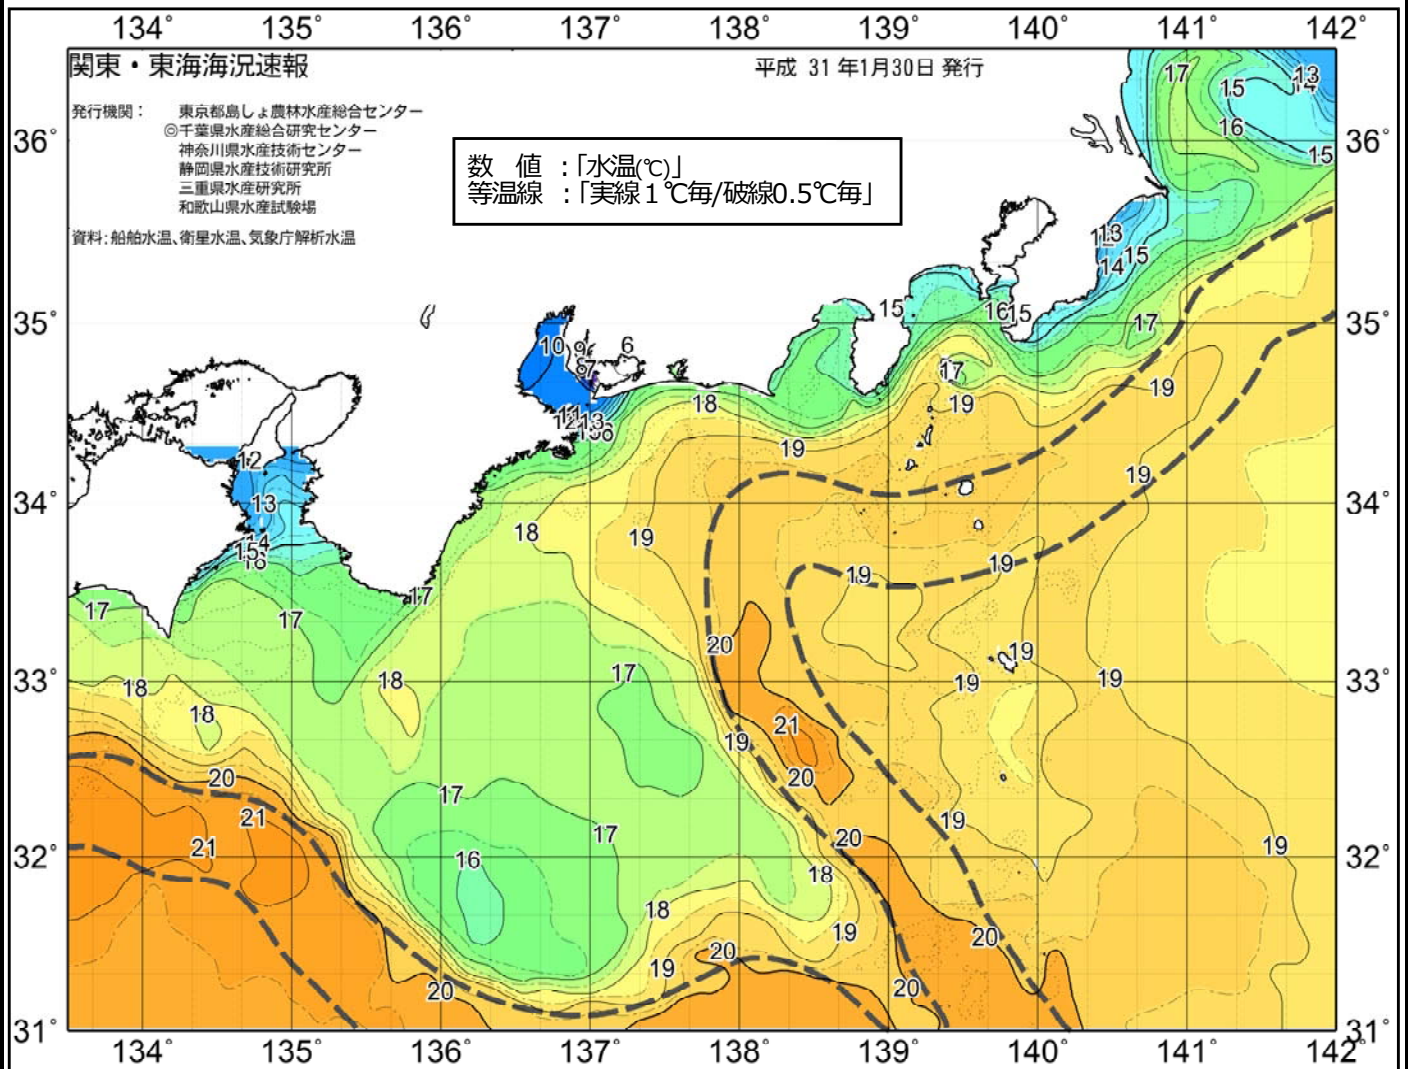 134° 135° 136° 137° 138° 139° 140° 141° 142°
関東・東海海況速報
平成 31 年1月30日 発行
発行機関： 東京都島しょ農林水産総合センター
◎千葉県水産総合研究センター
神奈川県水産技術センター
静岡県水産技術研究所
三重県水産研究所
和歌山県水産試験場
資料：船舶水温、衛星水温、気象庁解析水温
数 値 ：「水温(℃)」
等温線 ：「実線１℃毎/破線0.5℃毎」
17 15 13
16
36° 15 36°
13
14 15
15 16 15 17
35° 35°
10 9 6
7
17
18 19 19
11
12 13
12 19 19
34° 13 34°
18 19
14
15
19 19
17 17
17
20 19
33° 18 18 17 19 19 33°
18 21
19
20 20
17
21 17 20 19
32° 21 16 18 19 32°
18
19 20
20
19
20 20
31° 31°
134° 135° 136° 137° 138° 139° 140° 141° 142°